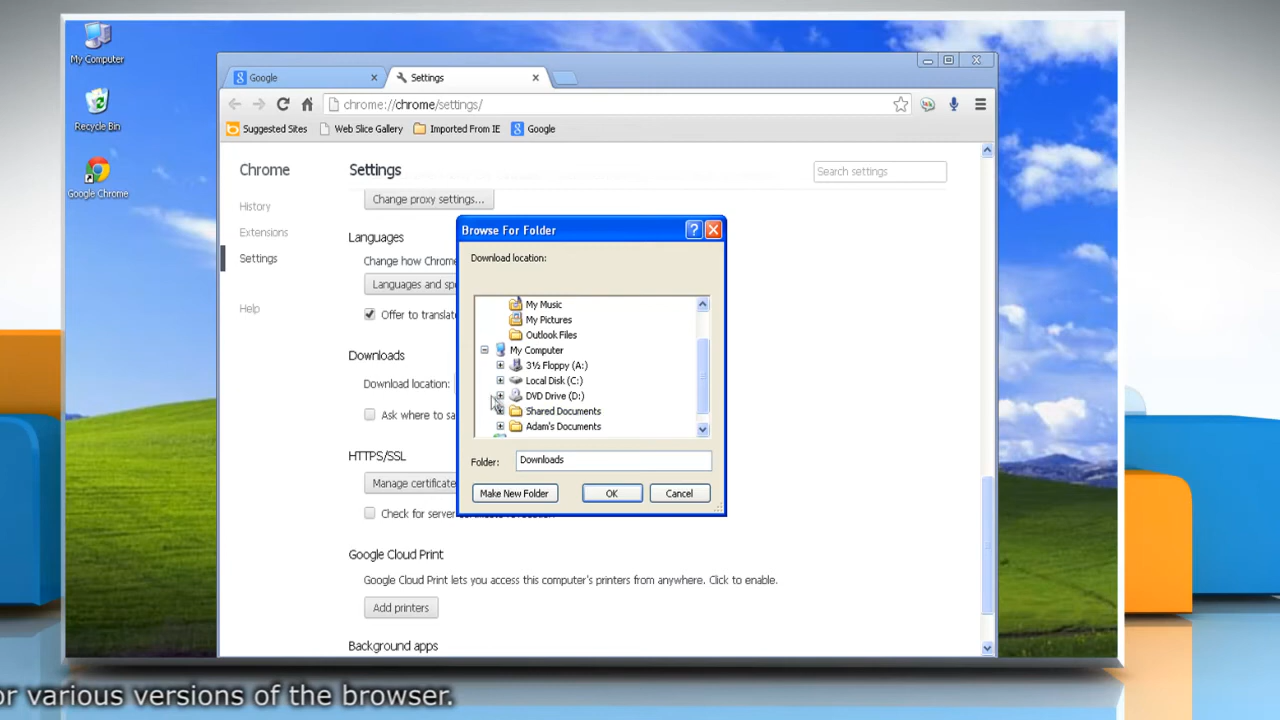 My Computer
Recycle Bin
Google Chrome
Google
Settings
chrome://chrome/settings/
Suggested Sites
Web Slice Gallery
Imported From IE
Google
Chrome
History
Extensions
Settings
Help
Settings
Search settings
Change proxy settings...
Languages
Change how Chrome
Languages and
Offer to translate
Downloads
Download location:
Ask where to
HTTPS/SSL
Manage certificate
Check for server
Google Cloud Print
Google Cloud Print lets you access this computer's printers from anywhere. Click to enable.
Add printers
Background apps
Browse For Folder
Download location:
My Music
My Pictures
Outlook Files
My Computer
3½ Floppy (A:)
Local Disk (C:)
DVD Drive (D:)
Shared Documents
Adam's Documents
Folder: Downloads
Make New Folder
OK
Cancel
or various versions of the browser.